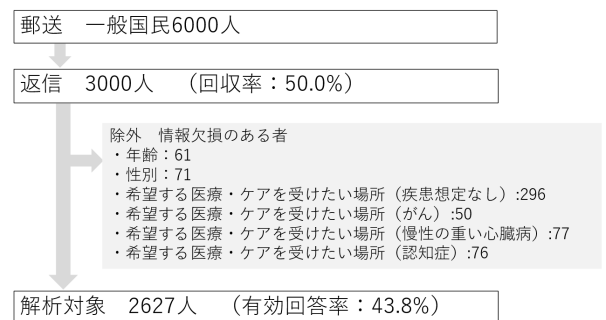 郵送　一般国民6000人
返信　3000人　（回収率：50.0%）
除外　情報欠損のある者
・年齢：61
・性別：71
・希望する医療・ケアを受けたい場所（疾患想定なし）:296
・希望する医療・ケアを受けたい場所（がん）:50
・希望する医療・ケアを受けたい場所（慢性の重い心臓病）:77
・希望する医療・ケアを受けたい場所（認知症）:76
解析対象　2627人　（有効回答率：43.8%）